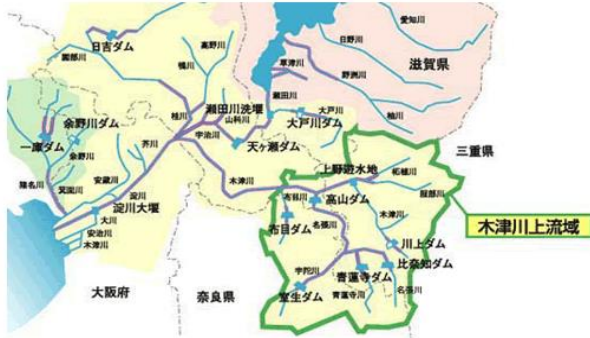 愛知川
日野川
高野川
日吉ダム
園部川
鴨川
草津川
野洲川
滋賀県
瀬田川
桂川
瀬田川洗堰
山科川
大戸川
杣川
余野川ダム
宇治川
大戸川ダム
一庫ダム
余野川
芥川
天ヶ瀬ダム
三重県
上野遊水地
柘植川
安威川
木津川
猪名川
箕面川
淀川
布目川
高山ダム
服部川
淀川大堰
大川
布目ダム
名張川
木津川
木津川上流域
安治川
川上ダム
木津川
宇陀川
比奈知ダム
青蓮寺ダム
大阪府
奈良県
室生ダム
青蓮寺川
名張川